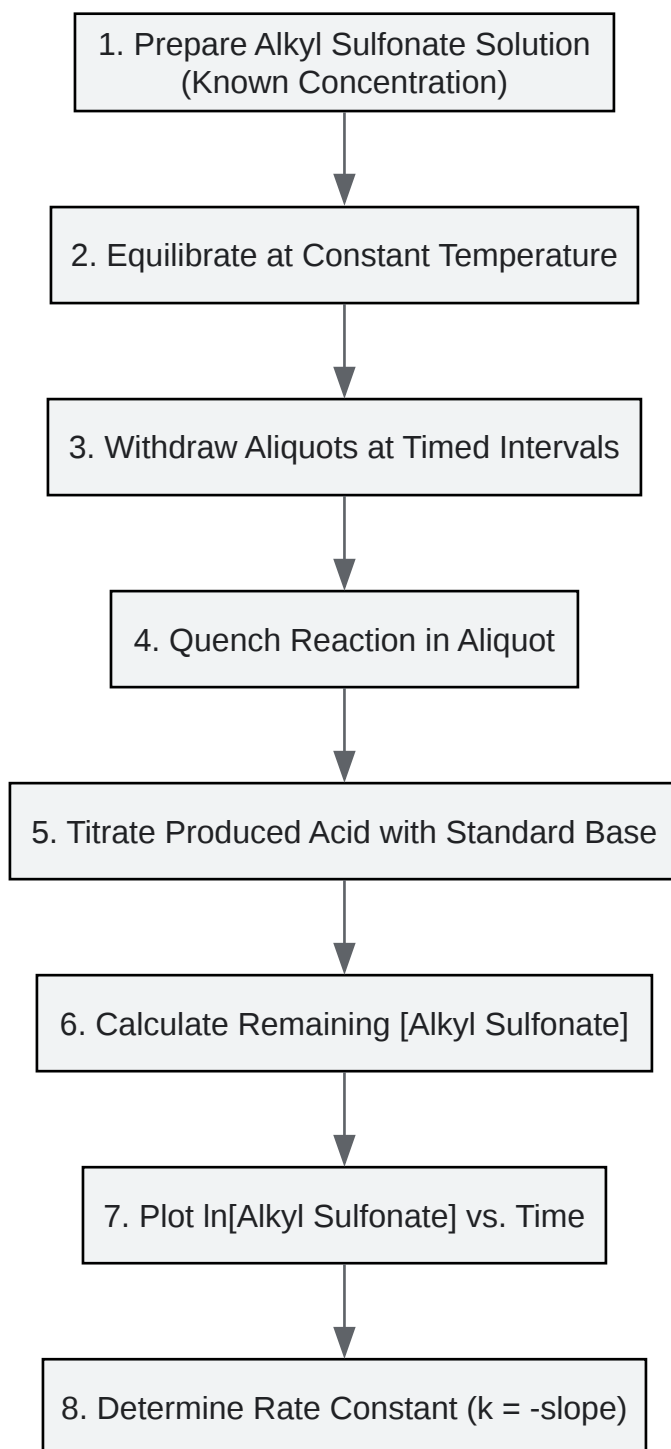 1. Prepare Alkyl Sulfonate Solution
(Known Concentration)
2. Equilibrate at Constant Temperature
3. Withdraw Aliquots at Timed Intervals
4. Quench Reaction in Aliquot
5. Titrate Produced Acid with Standard Base
6. Calculate Remaining [Alkyl Sulfonate]
7. Plot ln[Alkyl Sulfonate] vs. Time
8. Determine Rate Constant (k = -slope)